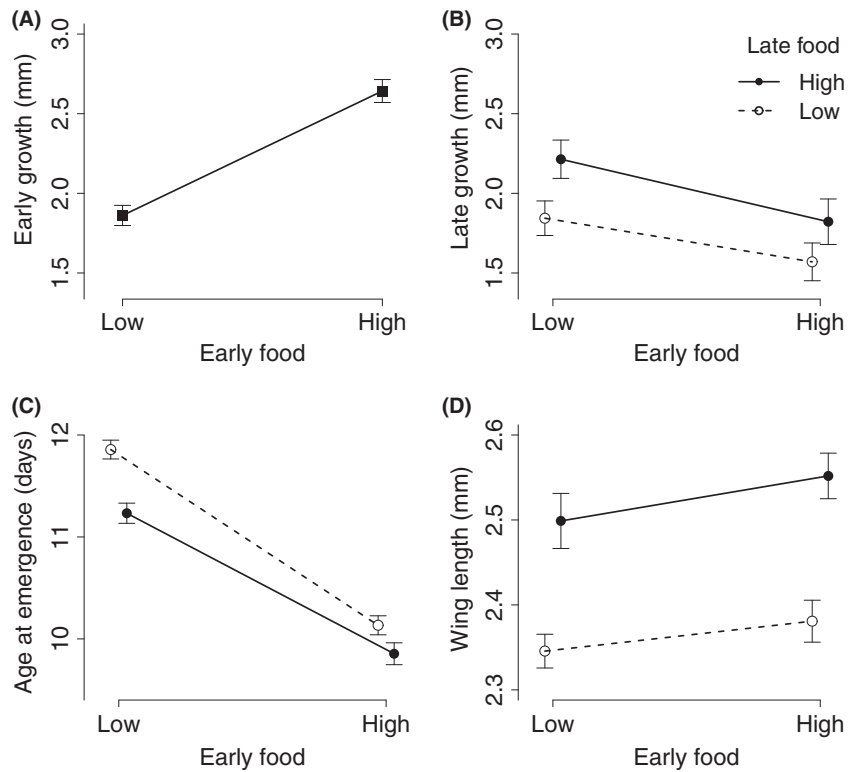 (A)
Early growth (mm)
3.0
2.5
2.0
1.5
Low
High
Early food
(B)
Late growth (mm)
3.0
2.5
2.0
1.5
Late food
High
Low
Low
High
Early food
(C)
Age at emergence (days)
12
11
10
Low
High
Early food
(D)
Wing length (mm)
2.6
2.5
2.4
2.3
Low
High
Early food